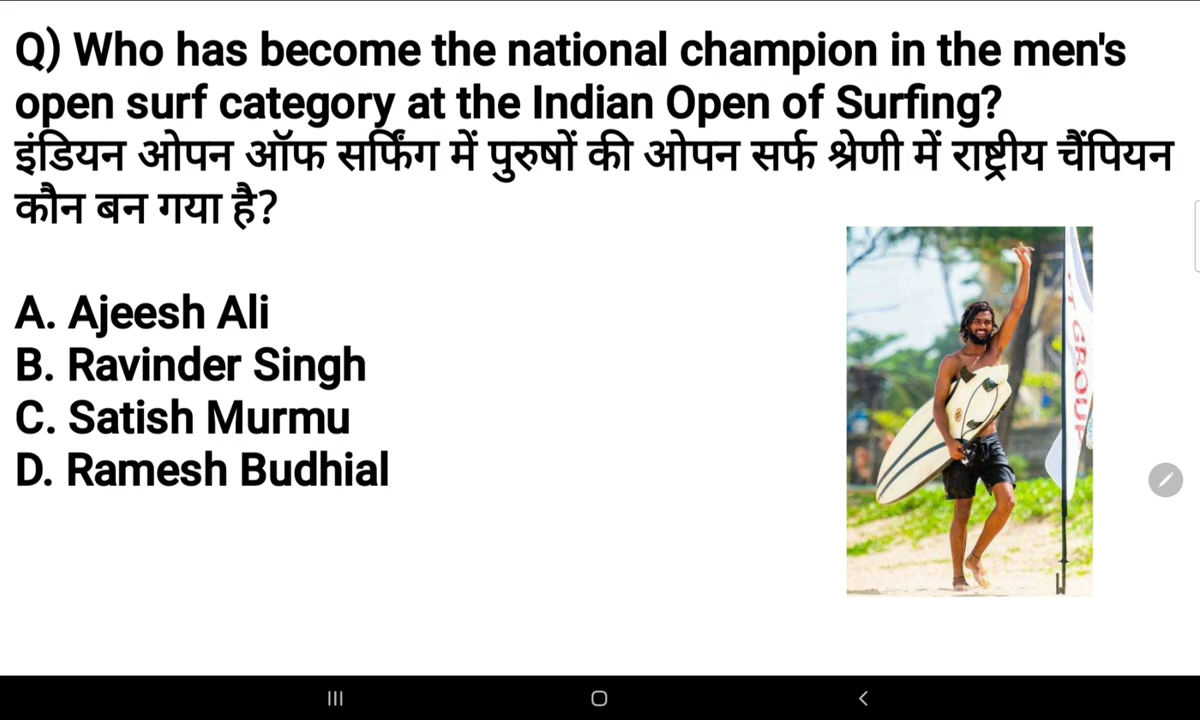 Q) Who has become the national champion in the men's
open surf category at the Indian Open of Surfing?
इंडियन ओपन ऑफ सर्फिंग में पुरुषों की ओपन सर्फ श्रेणी में राष्ट्रीय चैंपियन
कौन बन गया है?
A. Ajeesh Ali
B. Ravinder Singh
C. Satish Murmu
D. Ramesh Budhial
GROUP